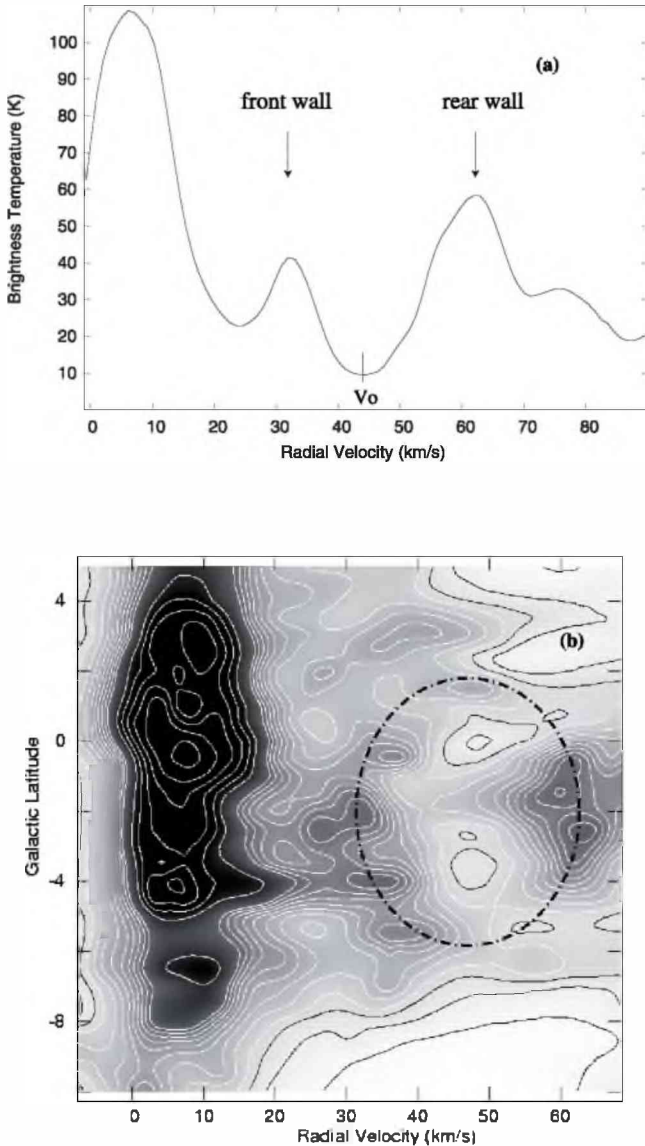 100
90
80
70
60
50
40
30
20
10
Brightness Temperature (K)
(a)
front wall
rear wall
Vo
0 10 20 30 40 50 60 70 80
Radial Velocity (km/s)
4
0
-4
-8
Galactic Latitude
(b)
0 10 20 30 40 50 60
Radial Velocity (km/s)